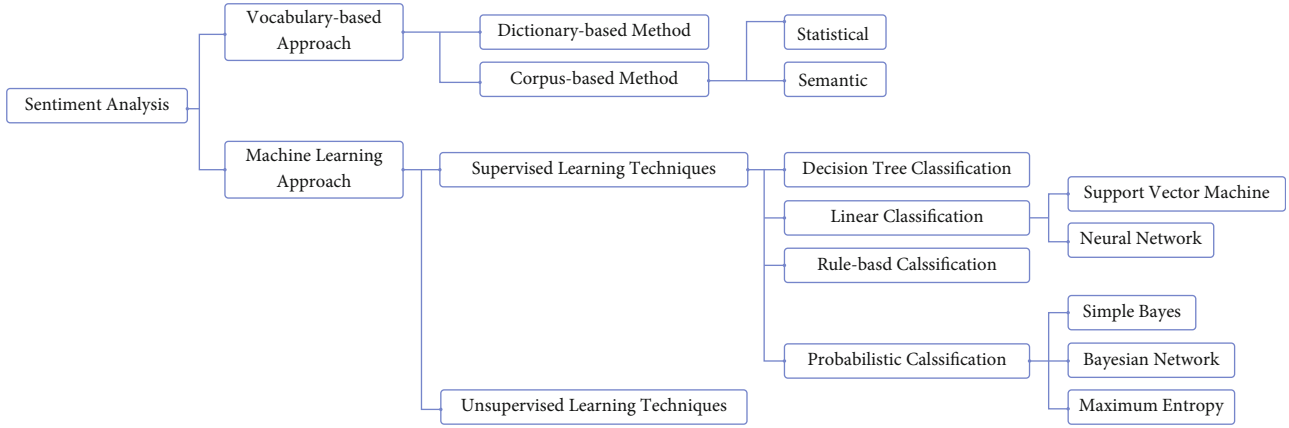 Sentiment Analysis
Vocabulary-based
Approach
Dictionary-based Method
Corpus-based Method
Statistical
Semantic
Machine Learning
Approach
Supervised Learning Techniques
Decision Tree Classification
Linear Classification
Support Vector Machine
Neural Network
Rule-basd Calssification
Probabilistic Calssification
Simple Bayes
Bayesian Network
Maximum Entropy
Unsupervised Learning Techniques